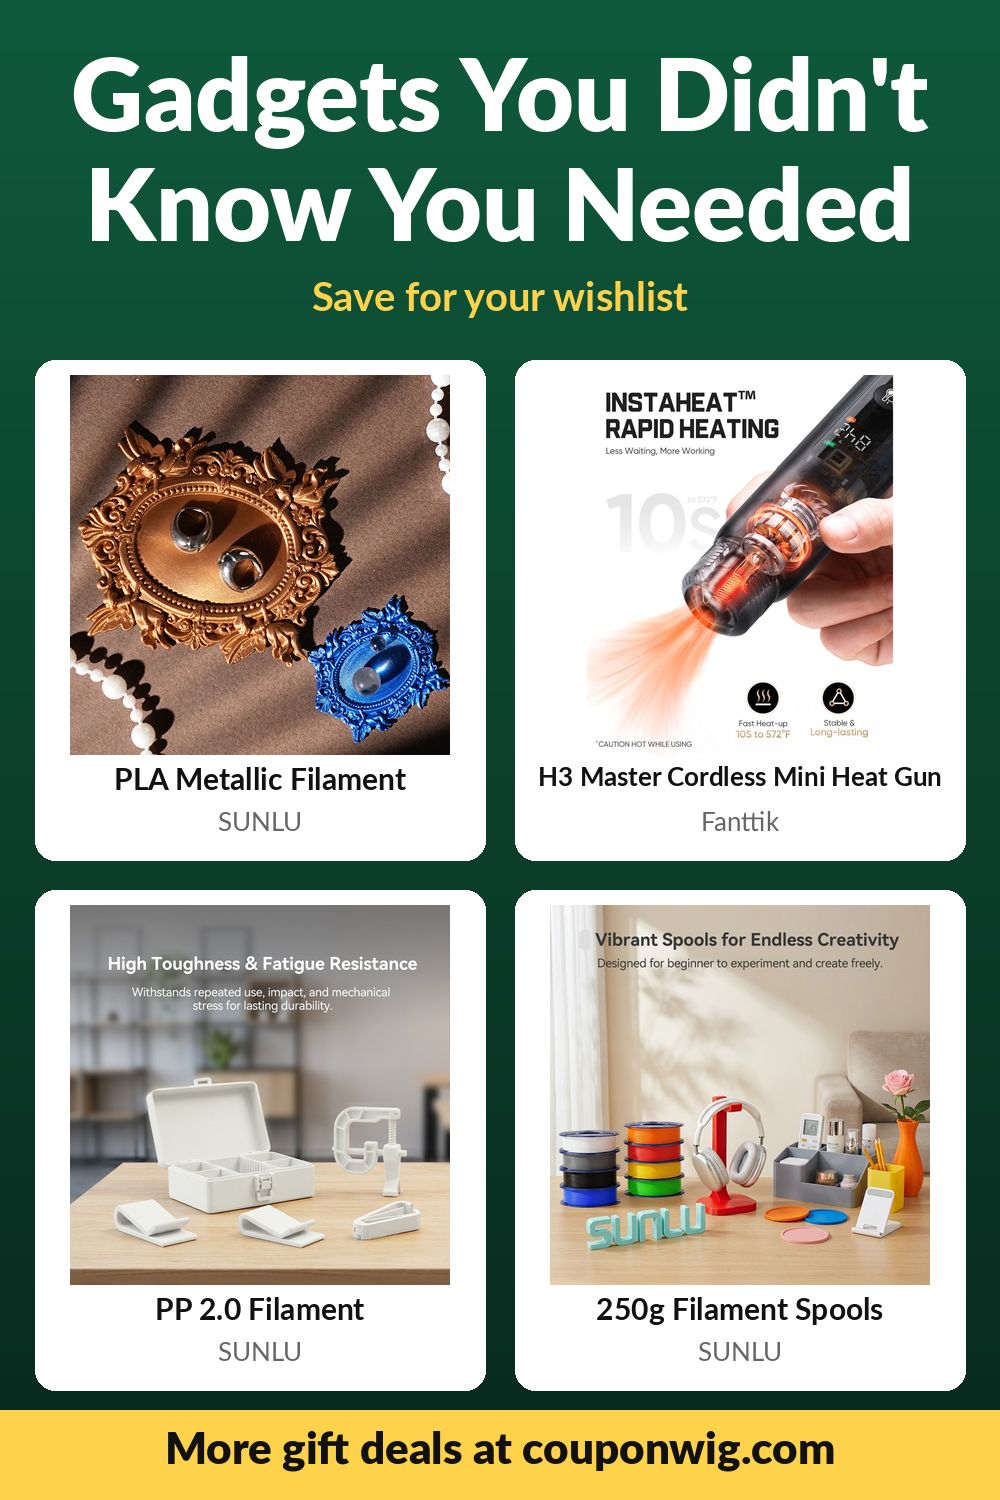 Gadgets You Didn't
Know You Needed
Save for your wishlist
INSTAHEAT™
RAPID HEATING
Less Waiting, More Working
10s
to 572°F
248
Fast Heat-up
10S to 572°F
Stable &
Long-lasting
*CAUTION HOT WHILE USING
PLA Metallic Filament
SUNLU
H3 Master Cordless Mini Heat Gun
Fanttik
High Toughness & Fatigue Resistance
Withstands repeated use, impact, and mechanical
stress for lasting durability.
Vibrant Spools for Endless Creativity
Designed for beginner to experiment and create freely.
SUNLU
PP 2.0 Filament
SUNLU
250g Filament Spools
SUNLU
More gift deals at couponwig.com